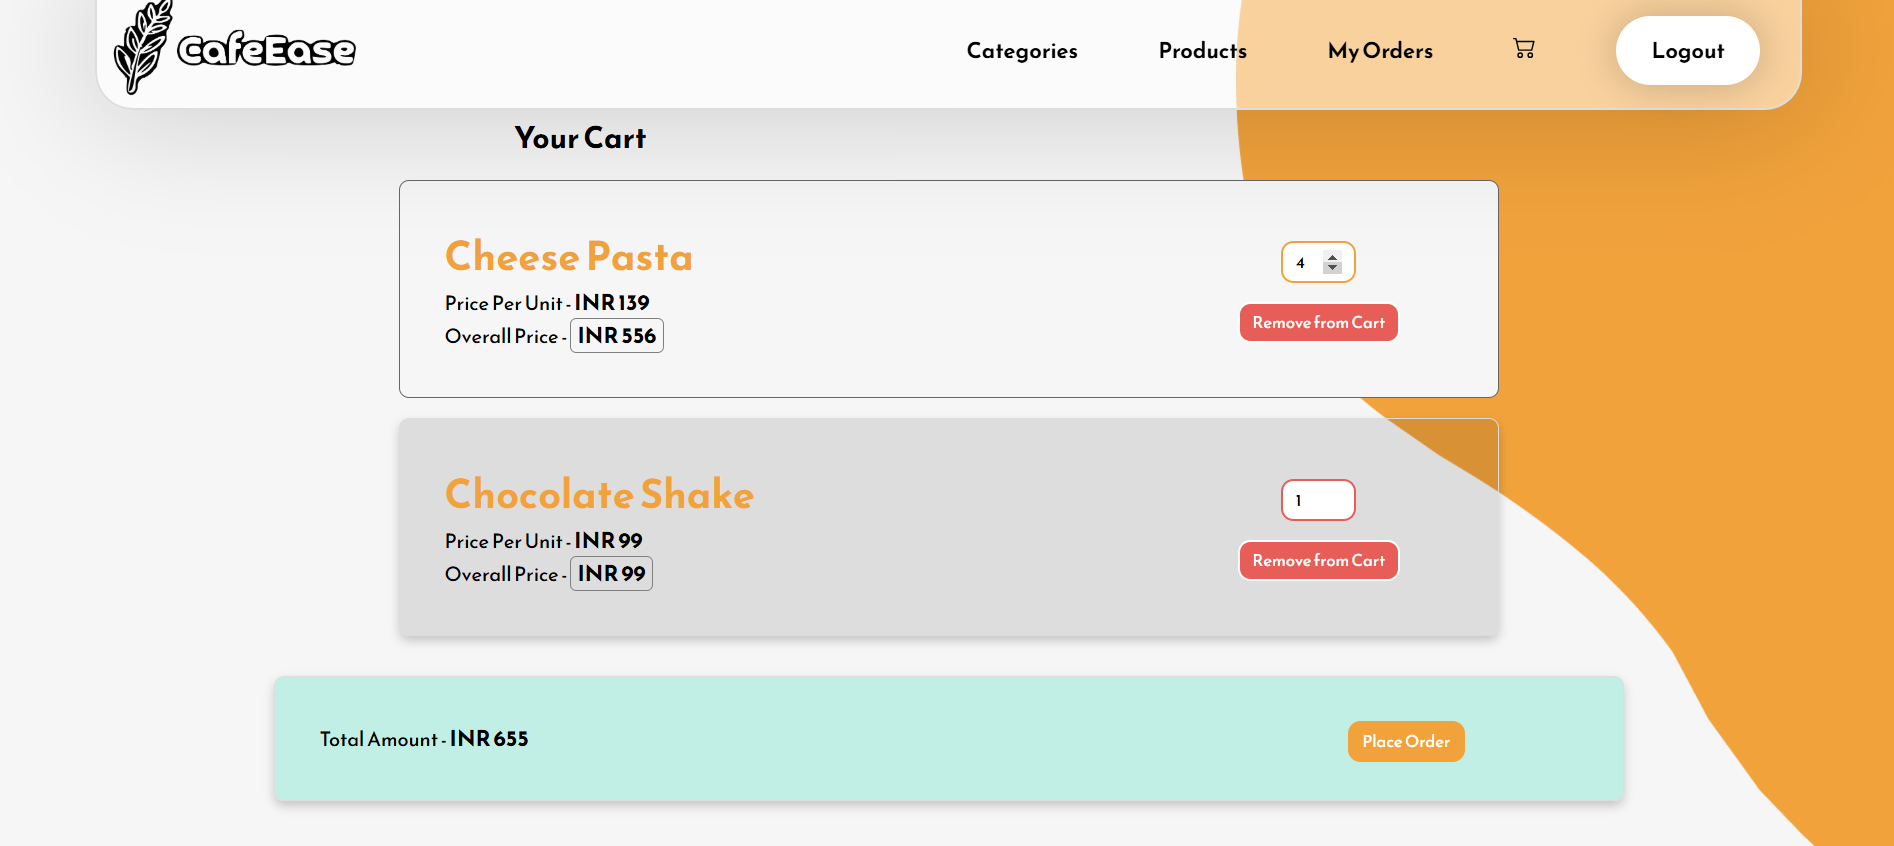 CafeEase
Categories Products My Orders Logout
Your Cart
Cheese Pasta
4
Price Per Unit - INR 139
Remove from Cart
Overall Price - INR 556
Chocolate Shake
1
Price Per Unit - INR 99
Remove from Cart
Overall Price - INR 99
Total Amount - INR 655
Place Order